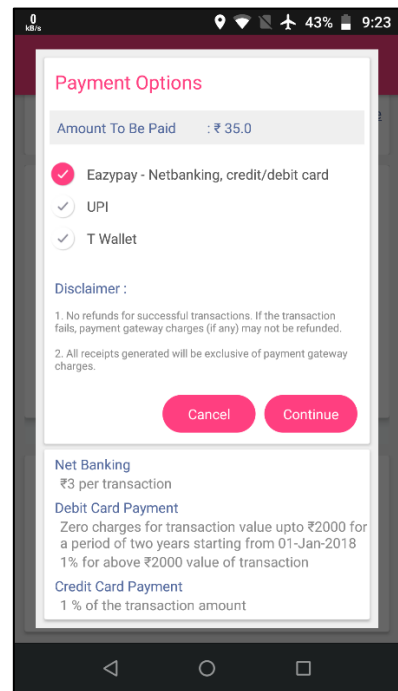 0
kB/s
43%
9:23
Payment Options
Amount To Be Paid : ₹ 35.0
Eazypay - Netbanking, credit/debit card
UPI
T Wallet
Disclaimer :
1. No refunds for successful transactions. If the transaction
fails, payment gateway charges (if any) may not be refunded.
2. All receipts generated will be exclusive of payment gateway
charges.
Cancel
Continue
Net Banking
₹3 per transaction
Debit Card Payment
Zero charges for transaction value upto ₹2000 for
a period of two years starting from 01-Jan-2018
1% for above ₹2000 value of transaction
Credit Card Payment
1 % of the transaction amount